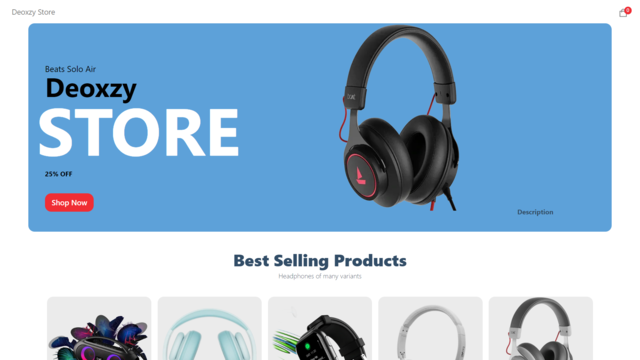 Deoxzy Store
0
Beats Solo Air
Deoxzy
STORE
25% OFF
Shop Now
Description
Best Selling Products
Headphones of many variants